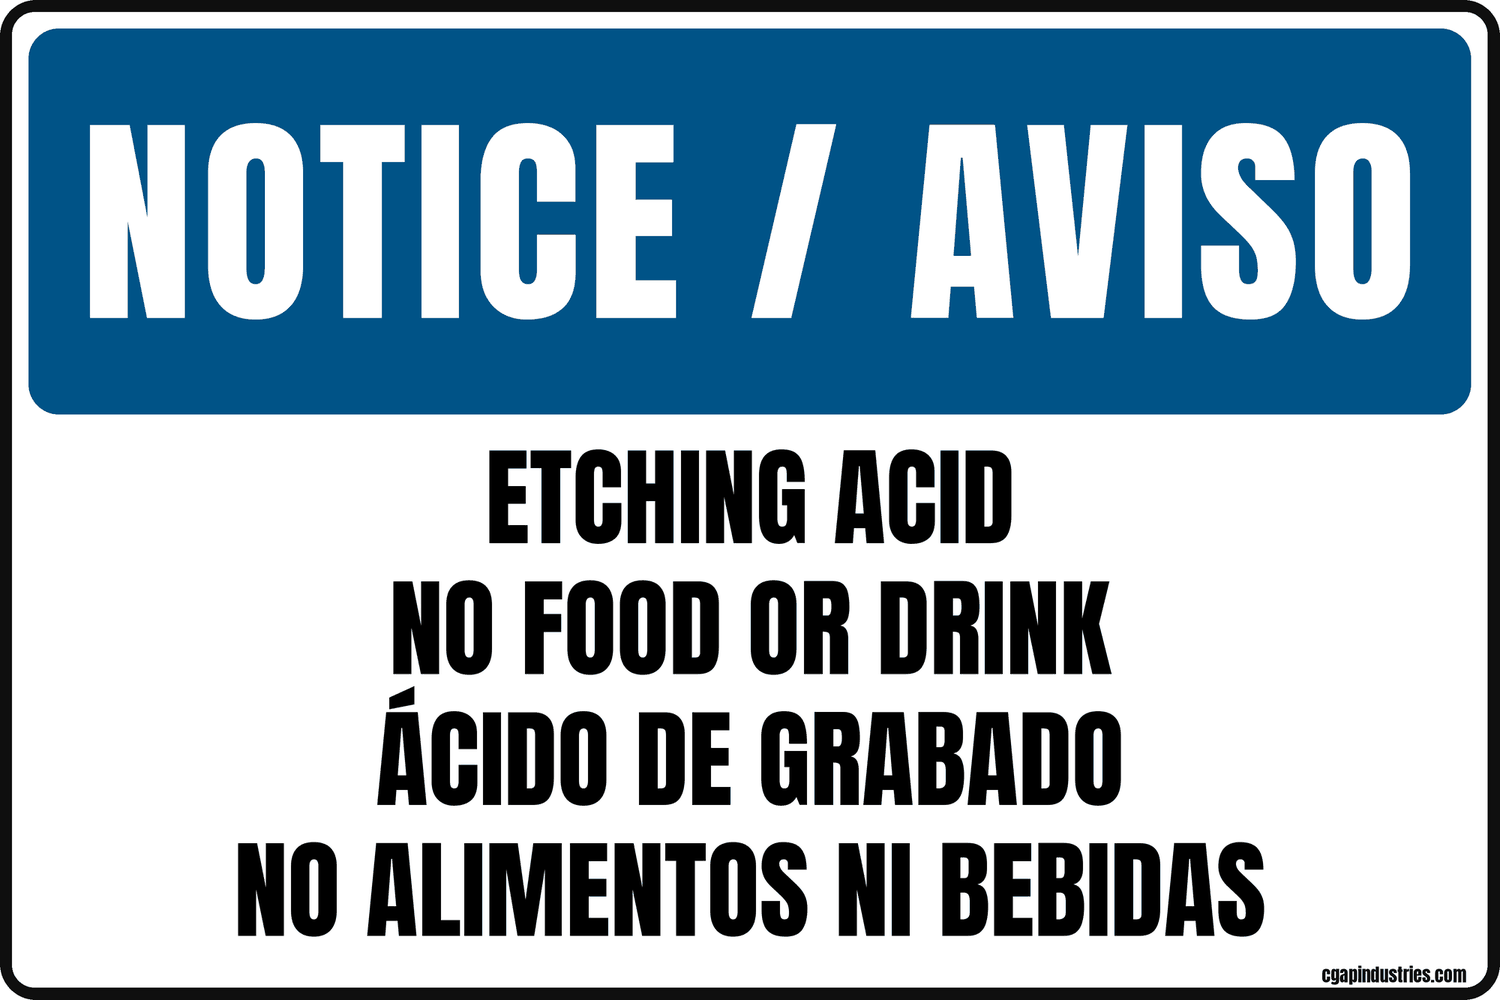 NOTICE / AVISO
ETCHING ACID
NO FOOD OR DRINK
ÁCIDO DE GRABADO
NO ALIMENTOS NI BEBIDAS
cgapindustries.com